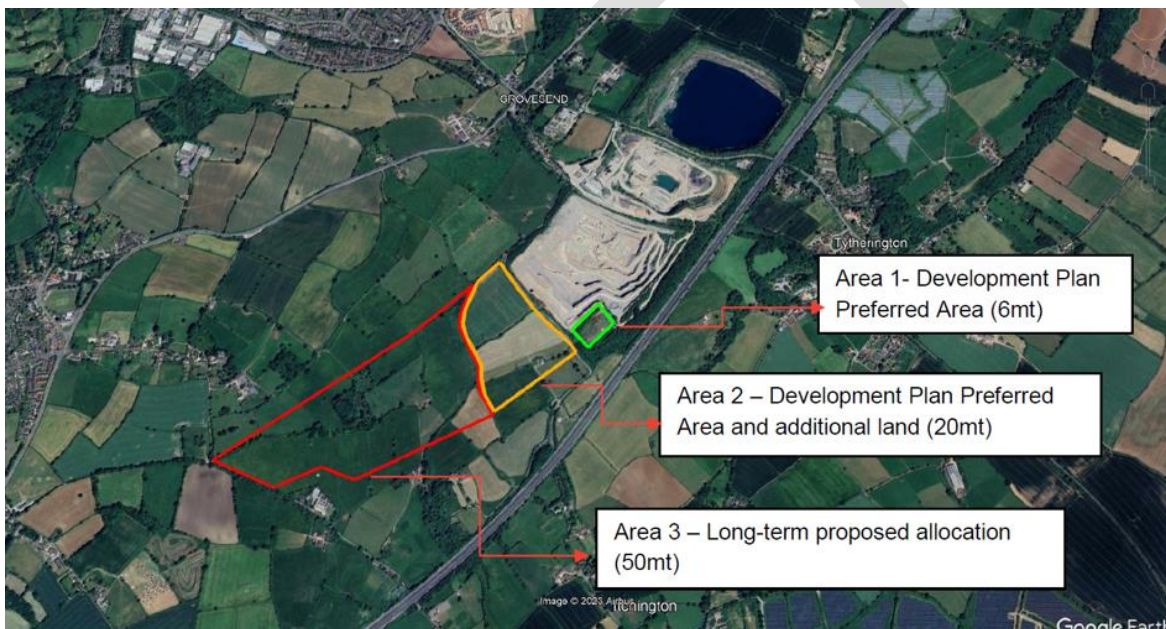 GROVESEND
Tytherington
Area 1- Development Plan
Preferred Area (6mt)
Area 2 – Development Plan Preferred
Area and additional land (20mt)
Area 3 – Long-term proposed allocation
(50mt)
Image © 2023 Airbus
Itchington
Google Earth